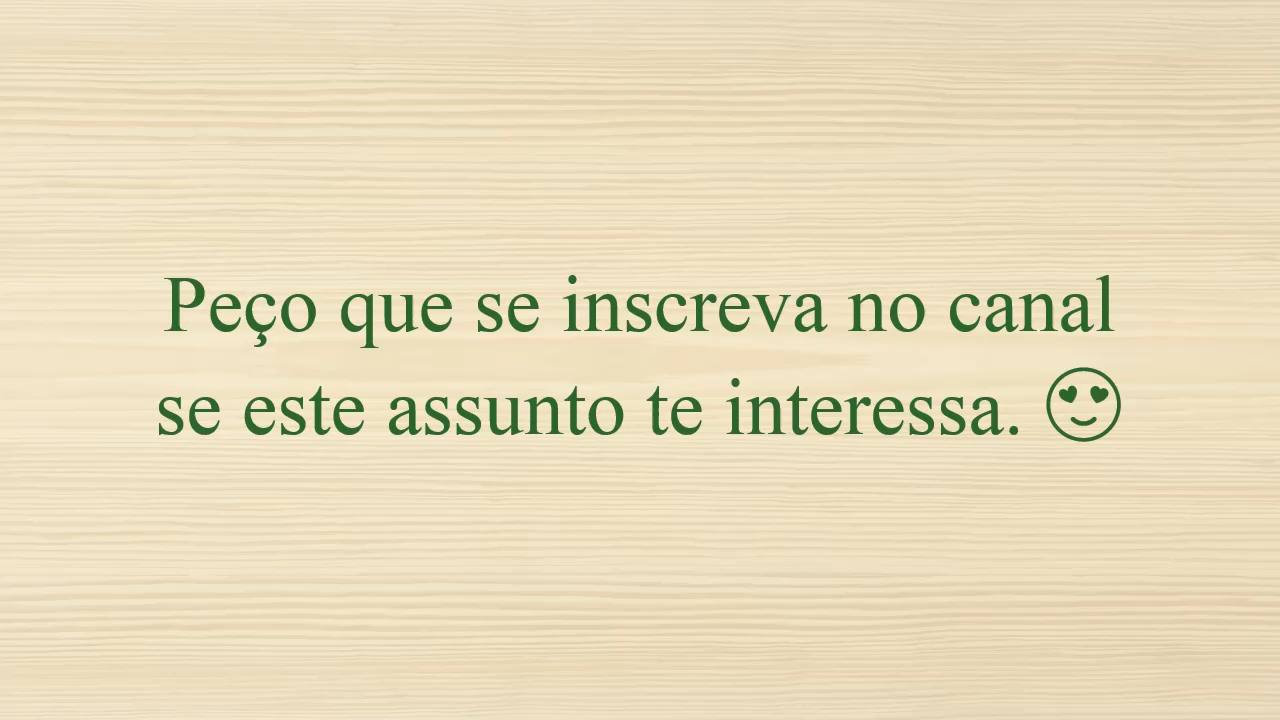 Peço que se inscreva no canal
se este assunto te interessa. 😍